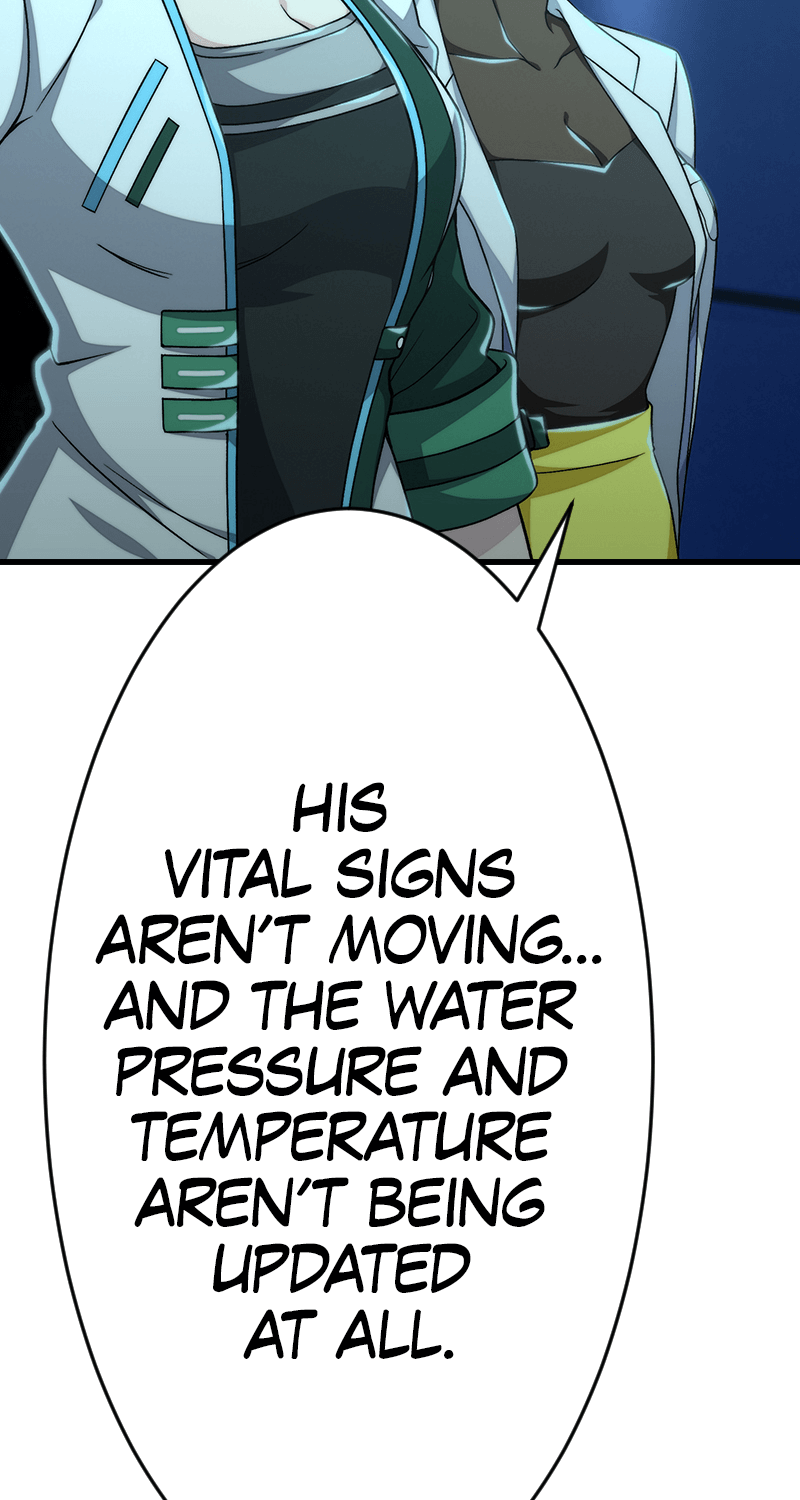 HIS
VITAL SIGNS
AREN'T MOVING...
AND THE WATER
PRESSURE AND
TEMPERATURE
AREN'T BEING
UPDATED
AT ALL.